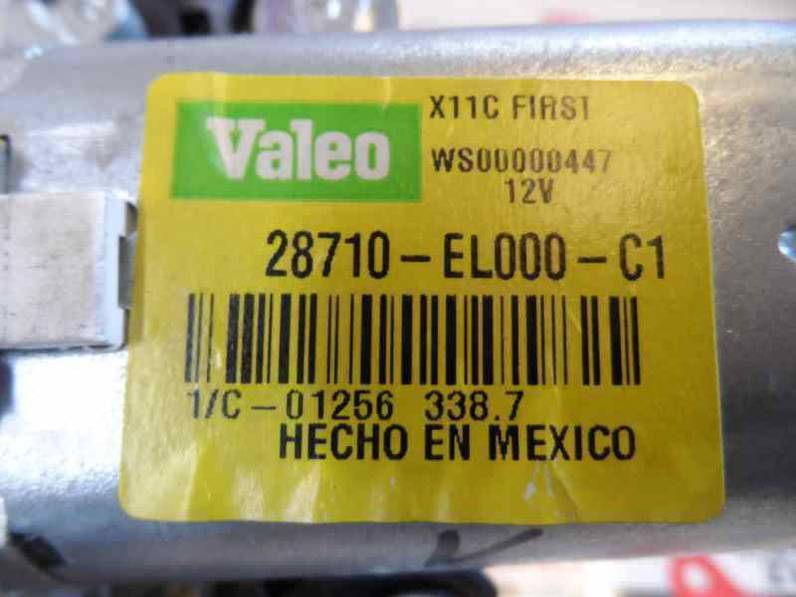 Valeo
X11C FIRST
WS00000447
12V
28710-EL000-C1
1/C-01256 338.7
HECHO EN MEXICO